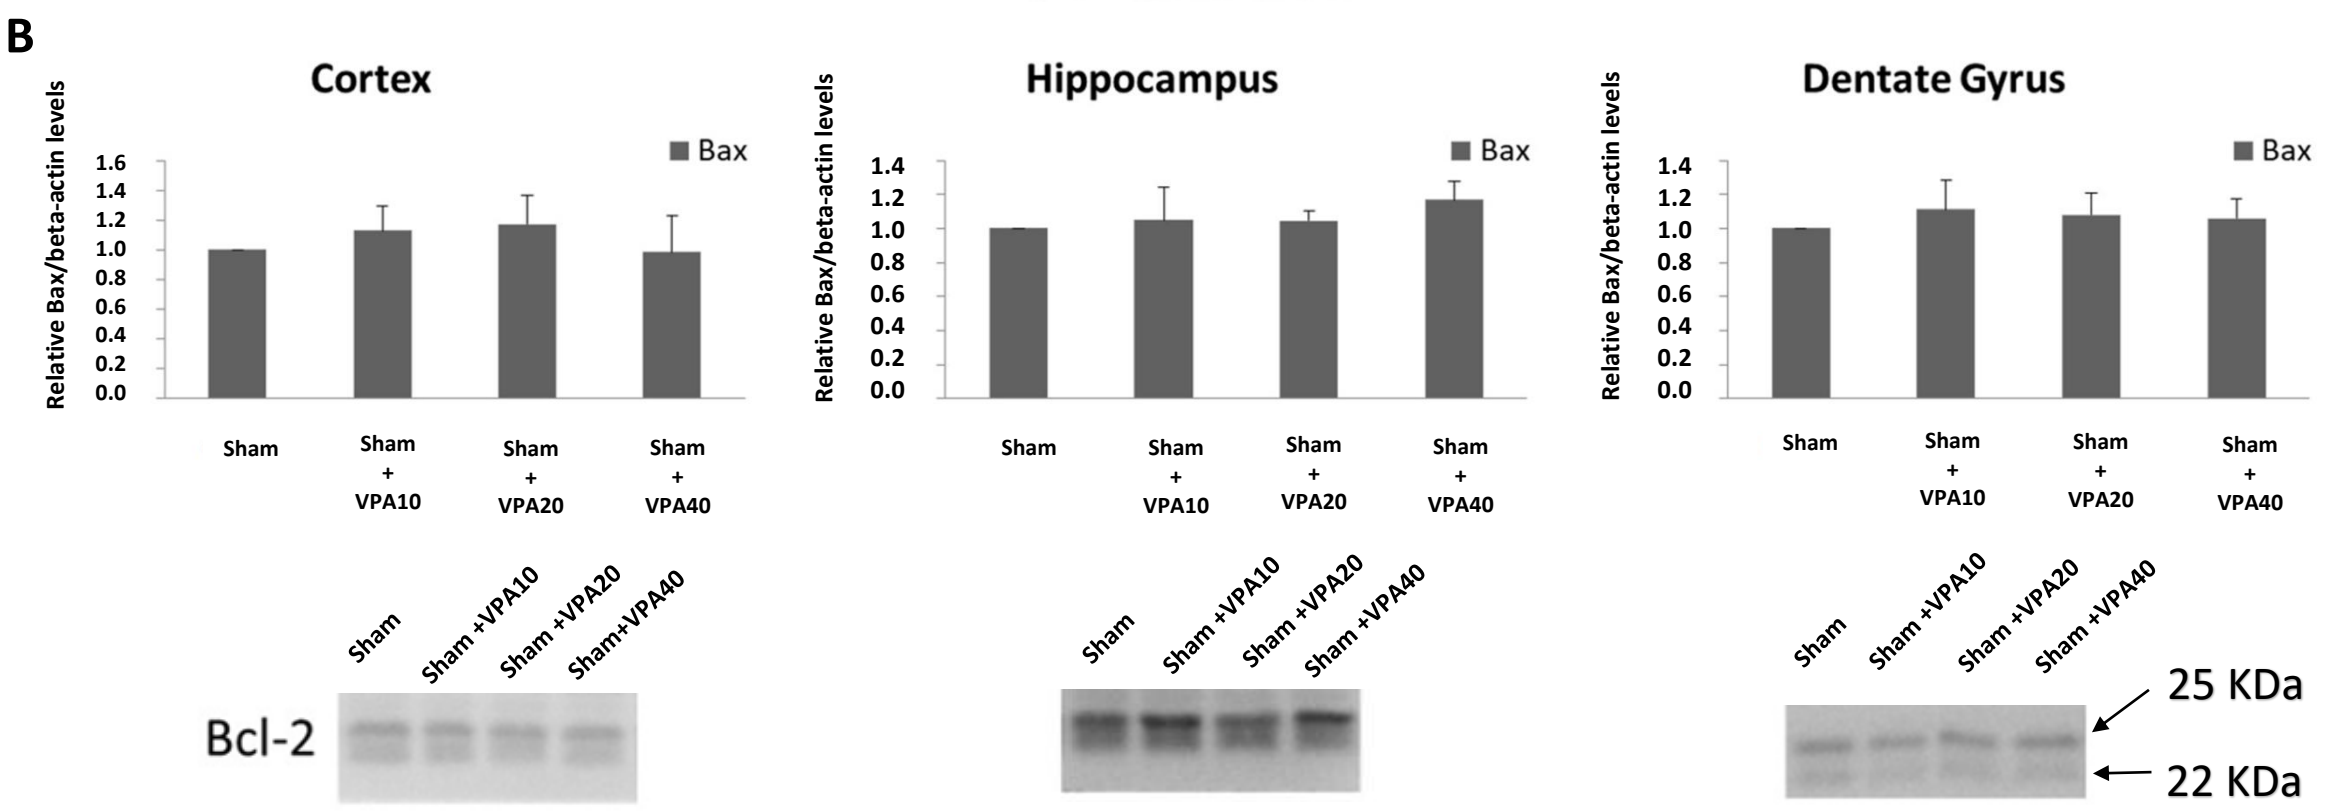 B
Cortex
Relative Bax/beta-actin levels
Bax
1.6
1.4
1.2
1.0
0.8
0.6
0.4
0.2
0.0
Sham
Sham
+
VPA10
Sham
+
VPA20
Sham
+
VPA40
Hippocampus
Relative Bax/beta-actin levels
Bax
1.4
1.2
1.0
0.8
0.6
0.4
0.2
0.0
Sham
Sham
+
VPA10
Sham
+
VPA20
Sham
+
VPA40
Dentate Gyrus
Relative Bax/beta-actin levels
Bax
1.4
1.2
1.0
0.8
0.6
0.4
0.2
0.0
Sham
Sham
+
VPA10
Sham
+
VPA20
Sham
+
VPA40
Sham
Sham +VPA10
Sham +VPA20
Sham+VPA40
Bcl-2
Sham
Sham +VPA10
Sham +VPA20
Sham +VPA40
Sham
Sham +VPA10
Sham +VPA20
Sham +VPA40
25 KDa
22 KDa